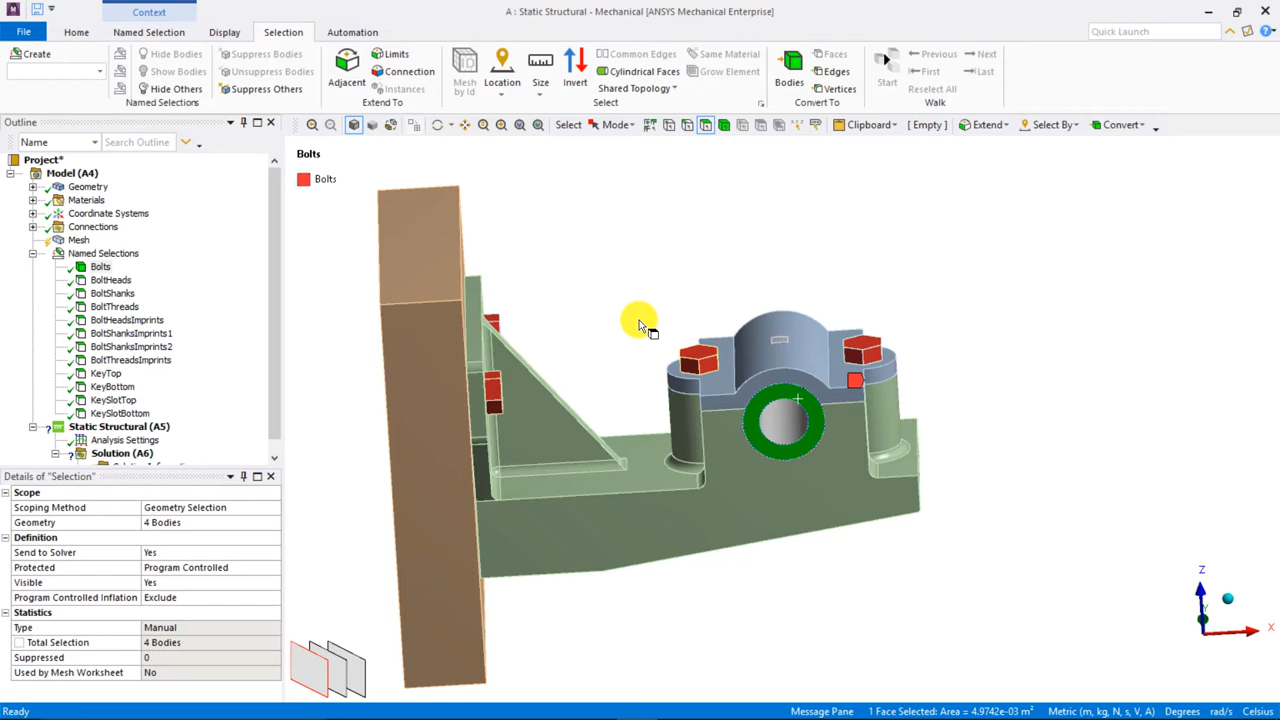 Context
A : Static Structural - Mechanical [ANSYS Mechanical Enterprise]
File Home Named Selection Display Selection Automation Quick Launch
Create Hide Bodies Suppress Bodies Limits Common Edges Same Material Faces Previous Next
Show Bodies Unsuppress Bodies Connection Cylindrical Faces Grow Element Edges First Last
Hide Others Suppress Others Adjacent Instances Mesh by Id Location Size Invert Shared Topology Bodies Vertices Start Reselect All
Named Selections Extend To Select Convert To Walk
Outline
Select Mode Clipboard [ Empty ] Extend Select By Convert
Name Search Outline
Project*
Model (A4)
Geometry
Materials
Coordinate Systems
Connections
Mesh
Named Selections
Bolts
BoltHeads
BoltShanks
BoltThreads
BoltHeadsImprints
BoltShanksImprints1
BoltShanksImprints2
BoltThreadsImprints
KeyTop
KeyBottom
KeySlotTop
KeySlotBottom
Static Structural (A5)
Analysis Settings
Solution (A6)
Details of "Selection"
Scope
Scoping Method Geometry Selection
Geometry 4 Bodies
Definition
Send to Solver Yes
Protected Program Controlled
Visible Yes
Program Controlled Inflation Exclude
Statistics
Type Manual
Total Selection 4 Bodies
Suppressed 0
Used by Mesh Worksheet No
Bolts
Bolts
Z
Y
X
Ready Message Pane 1 Face Selected: Area = 4.9742e-03 m² Metric (m, kg, N, s, V, A) Degrees rad/s Celsius